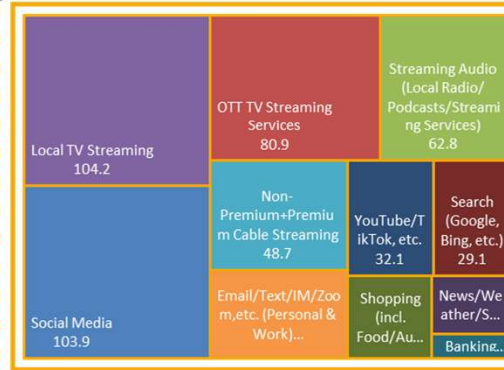 Local TV Streaming
104.2
Social Media
103.9
OTT TV Streaming
Services
80.9
Streaming Audio
(Local Radio/
Podcasts/Streami
ng Services)
62.8
Non-
Premium+Premiu
m Cable Streaming
48.7
YouTube/T
ikTok, etc.
32.1
Search
(Google,
Bing, etc.)
29.1
Email/Text/IM/Zoo
m,etc. (Personal &
Work)...
Shopping
(incl.
Food/Au...
News/We
ather/S...
Banking...